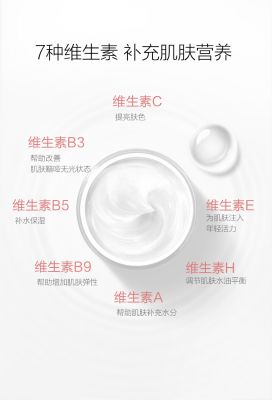 7种维生素 补充肌肤营养
维生素C
提亮肤色
维生素B3
帮助改善
肌肤黯哑无光状态
维生素B5
补水保湿
维生素E
为肌肤注入
年轻活力
维生素B9
帮助增加肌肤弹性
维生素H
调节肌肤水油平衡
维生素A
帮助肌肤补充水分